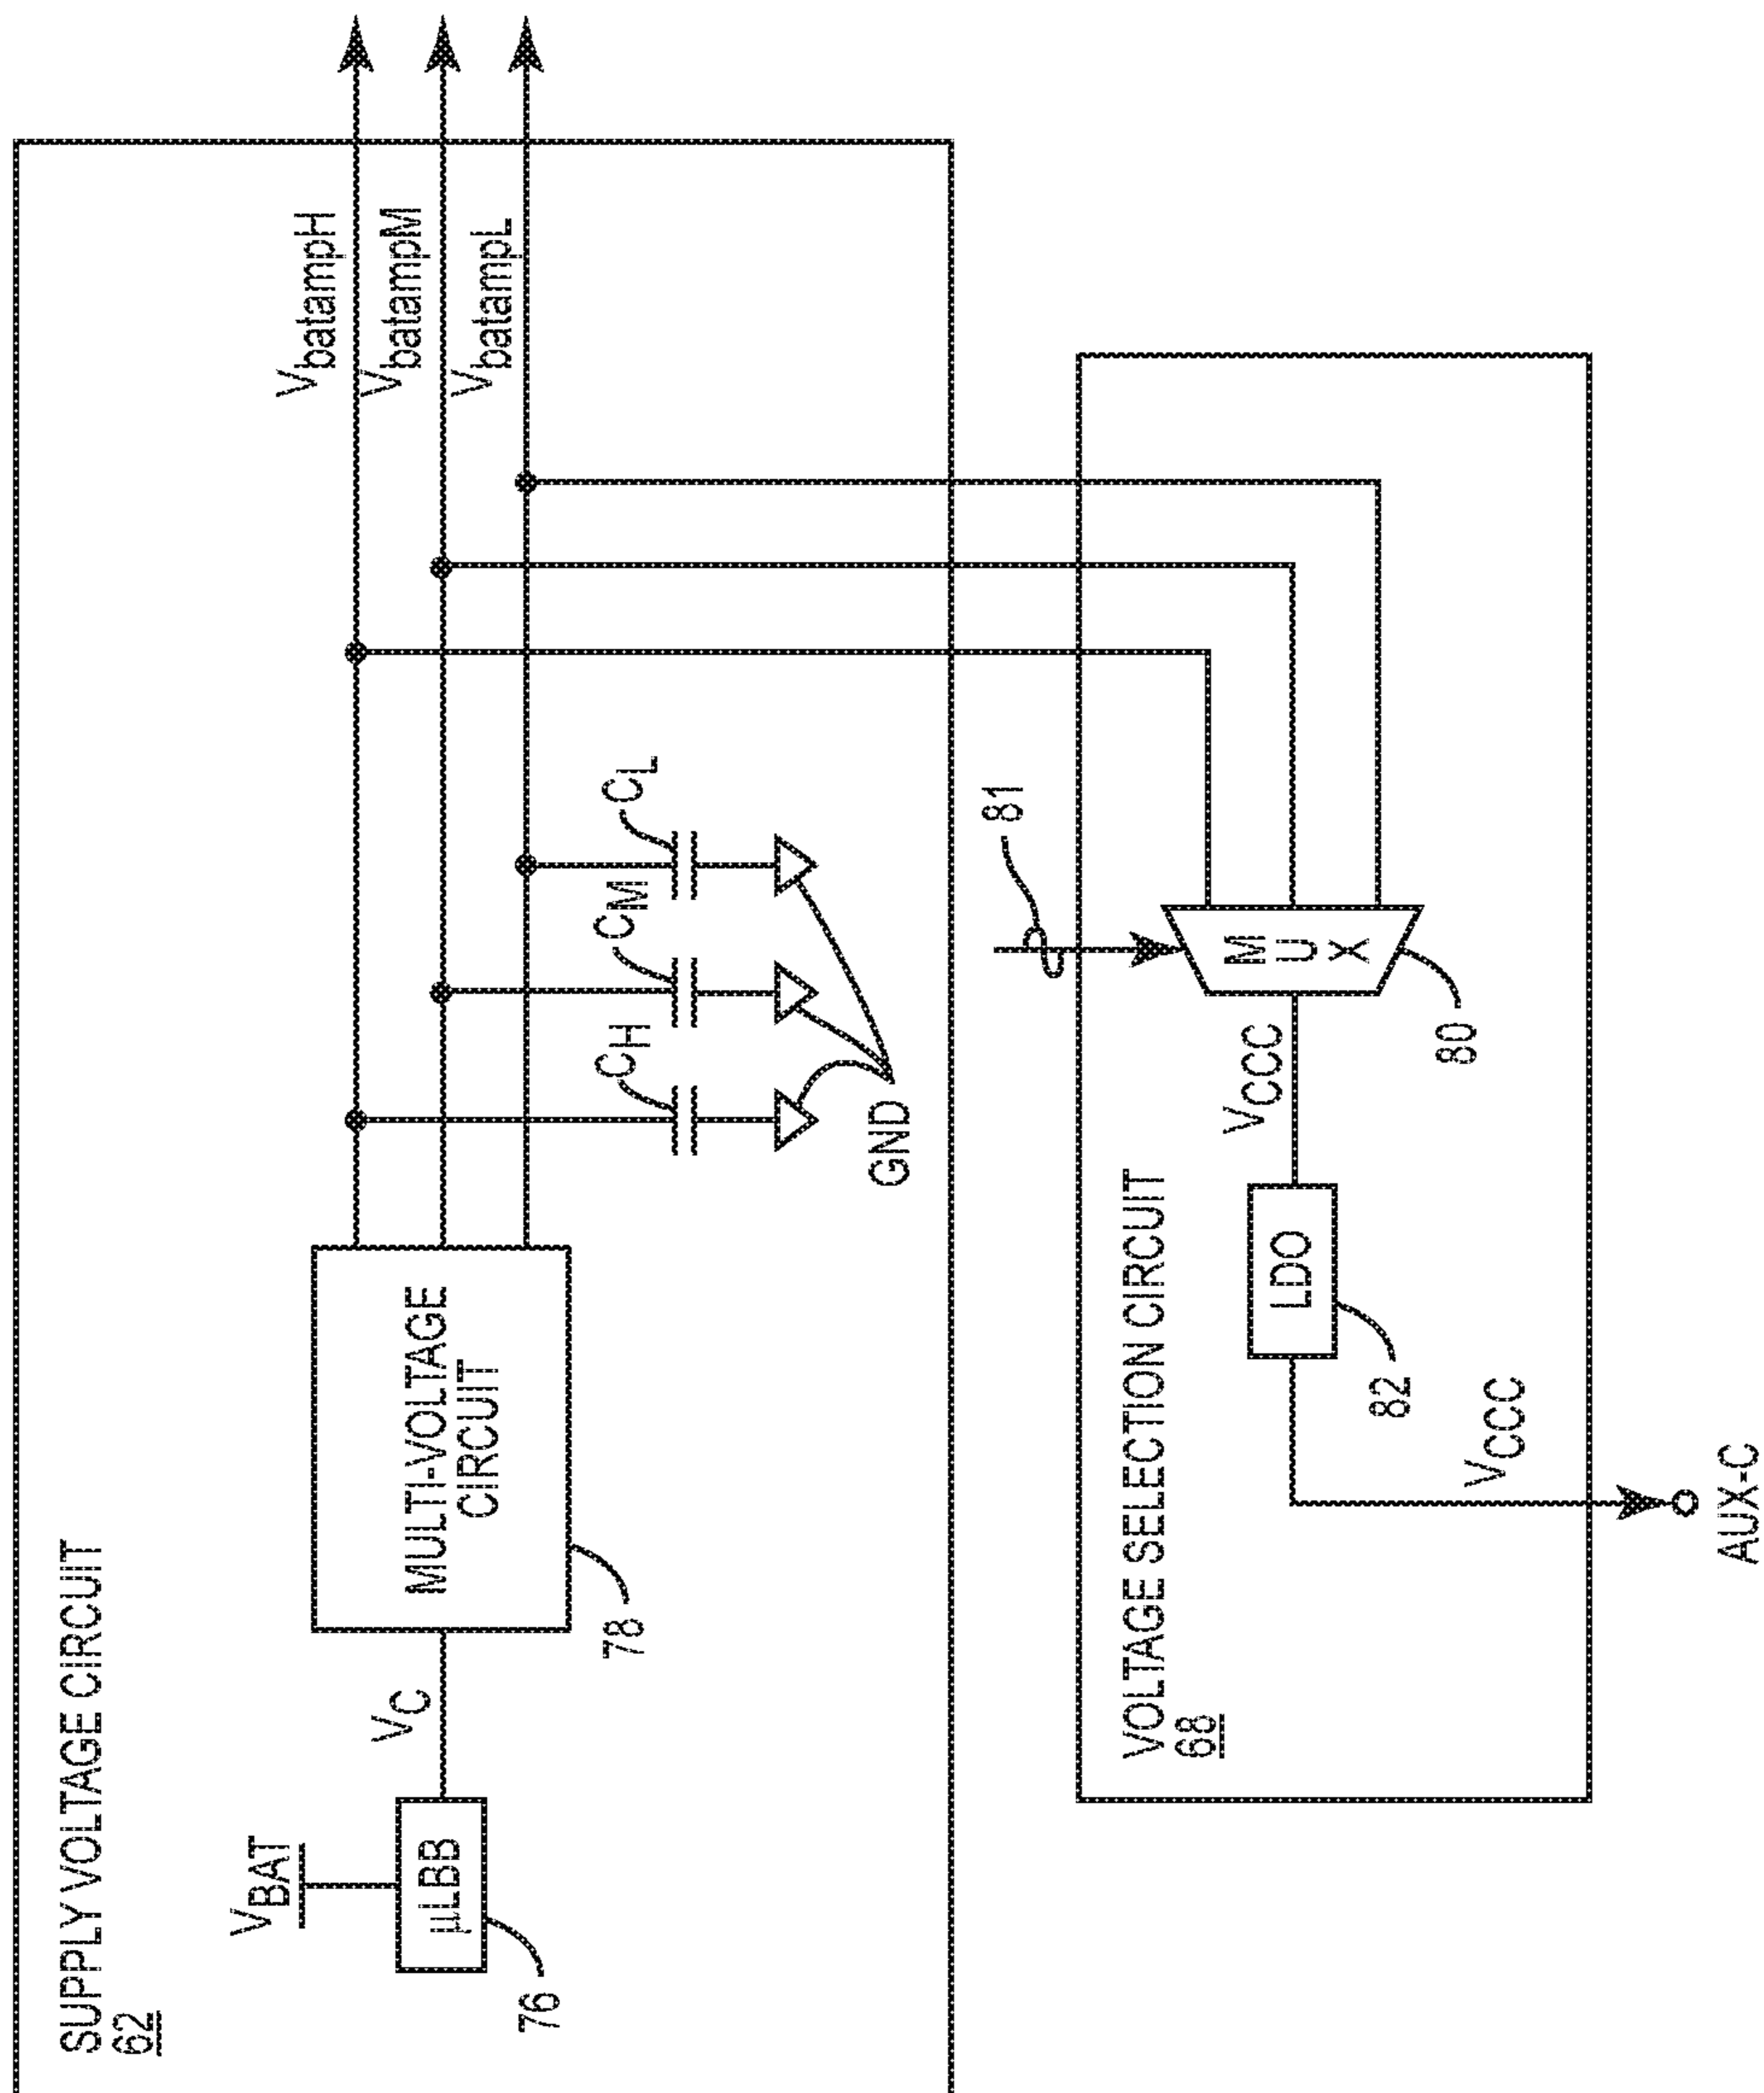 SUPPLY VOLTAGE CIRCUIT
62
VBAT
µLBB
76
VC
MULTI-VOLTAGE
CIRCUIT
78
CH
CM
CL
GND
VbatampH
VbatampM
VbatampL
VOLTAGE SELECTION CIRCUIT
68
81
MUX
80
VCCC
LDO
82
VCCC
AUX-C